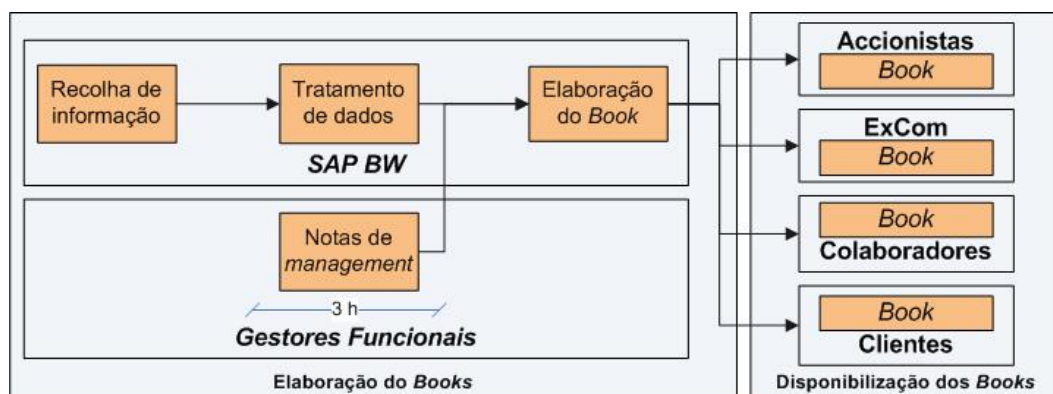 Recolha de
informação
Tratamento
de dados
Elaboração
do Book
SAP BW
Notas de
management
3 h
Gestores Funcionais
Elaboração do Books
Accionistas
Book
ExCom
Book
Book
Colaboradores
Book
Clientes
Disponibilização dos Books